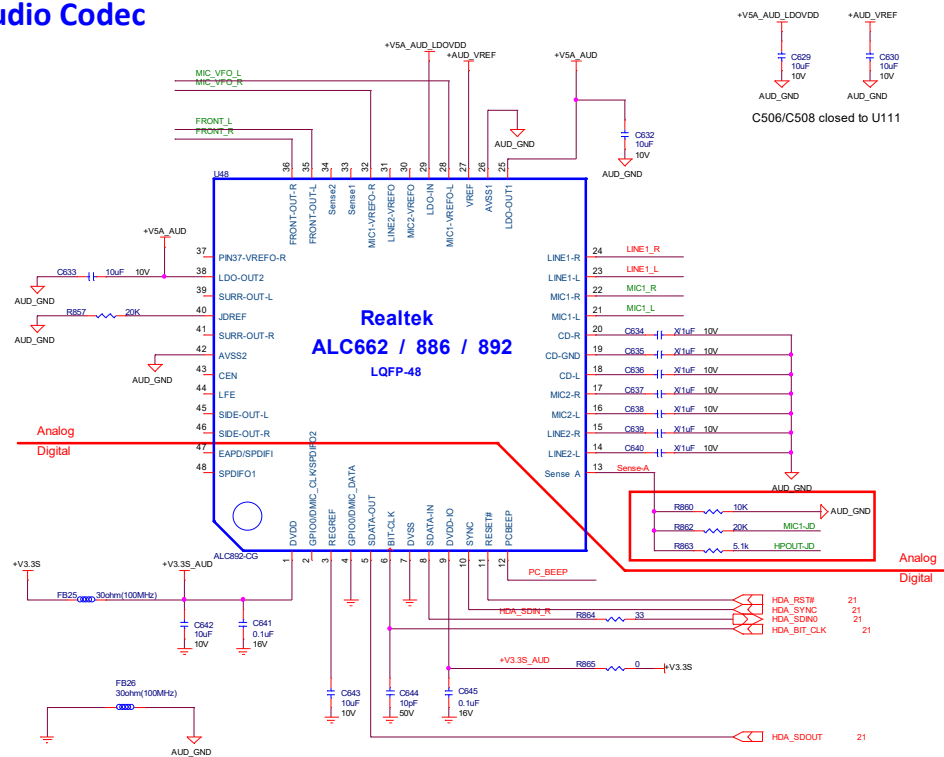 udio Codec
+V5A_AUD_LDOVDD
+AUD_VREF
C629
10uF
10V
C630
10uF
10V
AUD_GND
AUD_GND
C506/C508 closed to U111
+V5A_AUD_LDOVDD
+AUD_VREF
+V5A_AUD
MIC_VFO_L
MIC_VFO_R
FRONT_L
FRONT_R
AUD_GND
C632
10uF
10V
AUD_GND
36
35
34
33
32
31
30
29
28
27
26
25
U48
FRONT-OUT-R
FRONT-OUT-L
Sense2
Sense1
MIC1-VREFO-R
LINE2-VREFO
MIC2-VREFO
LDO-IN
MIC1-VREFO-L
VREF
AVSS1
LDO-OUT1
+V5A_AUD
C633
10uF
10V
AUD_GND
R857
20K
AUD_GND
AUD_GND
37 PIN37-VREFO-R
38 LDO-OUT2
39 SURR-OUT-L
40 JDREF
41 SURR-OUT-R
42 AVSS2
43 CEN
44 LFE
45 SIDE-OUT-L
46 SIDE-OUT-R
47 EAPD/SPDIFI
48 SPDIFO1
Realtek
ALC662 / 886 / 892
LQFP-48
LINE1-R 24 LINE1_R
LINE1-L 23 LINE1_L
MIC1-R 22 MIC1_R
MIC1-L 21 MIC1_L
CD-R 20 C634 X/1uF 10V
CD-GND 19 C635 X/1uF 10V
CD-L 18 C636 X/1uF 10V
MIC2-R 17 C637 X/1uF 10V
MIC2-L 16 C638 X/1uF 10V
LINE2-R 15 C639 X/1uF 10V
LINE2-L 14 C640 X/1uF 10V
Sense A 13 Sense-A
AUD_GND
Analog
Digital
R860 10K AUD_GND
R862 20K MIC1-JD
R863 5.1k HPOUT-JD
Analog
Digital
DVDD
GPIO0/DMIC_CLK/SPDIFO2
REGREF
GPIO0/DMIC_DATA
SDATA-OUT
BIT-CLK
DVSS
SDATA-IN
DVDD-IO
SYNC
RESET#
PCBEEP
ALC892-CG
1
2
3
4
5
6
7
8
9
10
11
12
+V3.3S
+V3.3S_AUD
FB25
30ohm(100MHz)
C642
10uF
10V
C641
0.1uF
16V
PC_BEEP
HDA_RST# 21
HDA_SYNC 21
HDA_SDIN_R
R864
33
HDA_SDIN0 21
HDA_BIT_CLK 21
+V3.3S_AUD
R865
0
+V3.3S
FB26
30ohm(100MHz)
AUD_GND
C643
10uF
10V
C644
10pF
50V
C645
0.1uF
16V
HDA_SDOUT 21